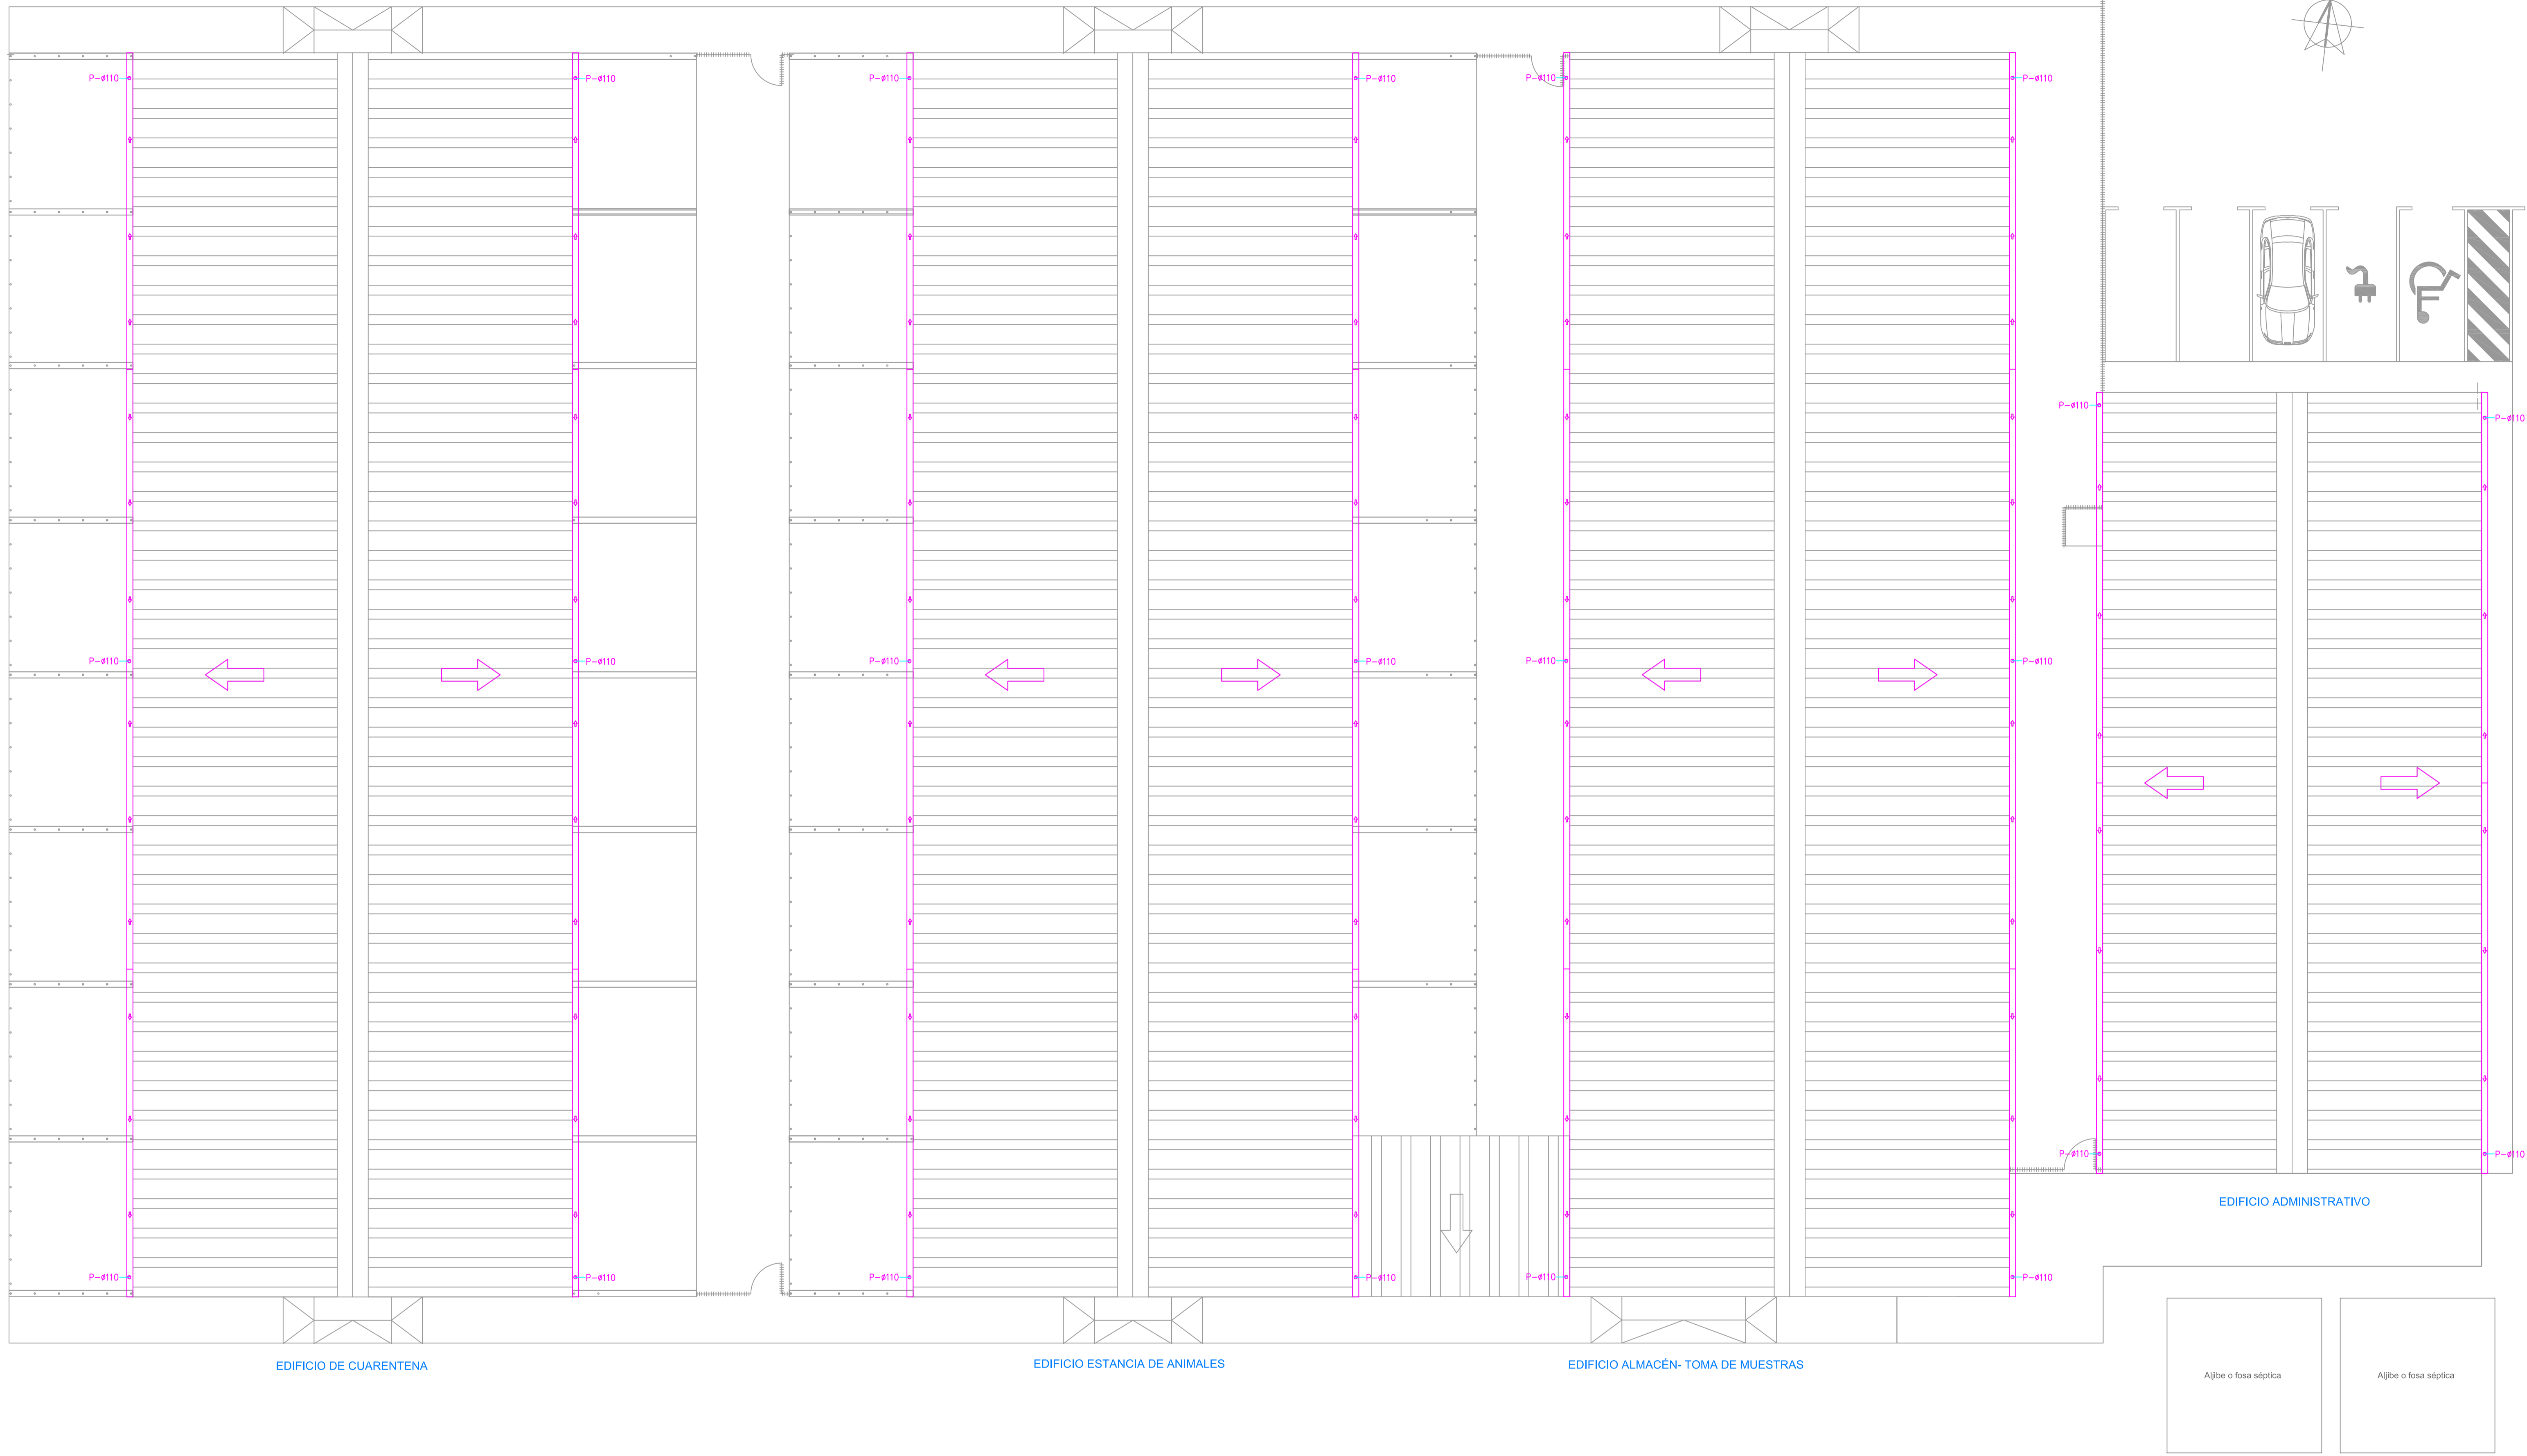 P-ø110 P-ø110 P-ø110 P-ø110 P-ø110 P-ø110
P-ø110 P-ø110
P-ø110 P-ø110 P-ø110 P-ø110 P-ø110 P-ø110
P-ø110 P-ø110
EDIFICIO ADMINISTRATIVO
P-ø110 P-ø110 P-ø110 P-ø110 P-ø110 P-ø110
EDIFICIO DE CUARENTENA
EDIFICIO ESTANCIA DE ANIMALES
EDIFICIO ALMACÉN- TOMA DE MUESTRAS
Aljibe o fosa séptica
Aljibe o fosa séptica